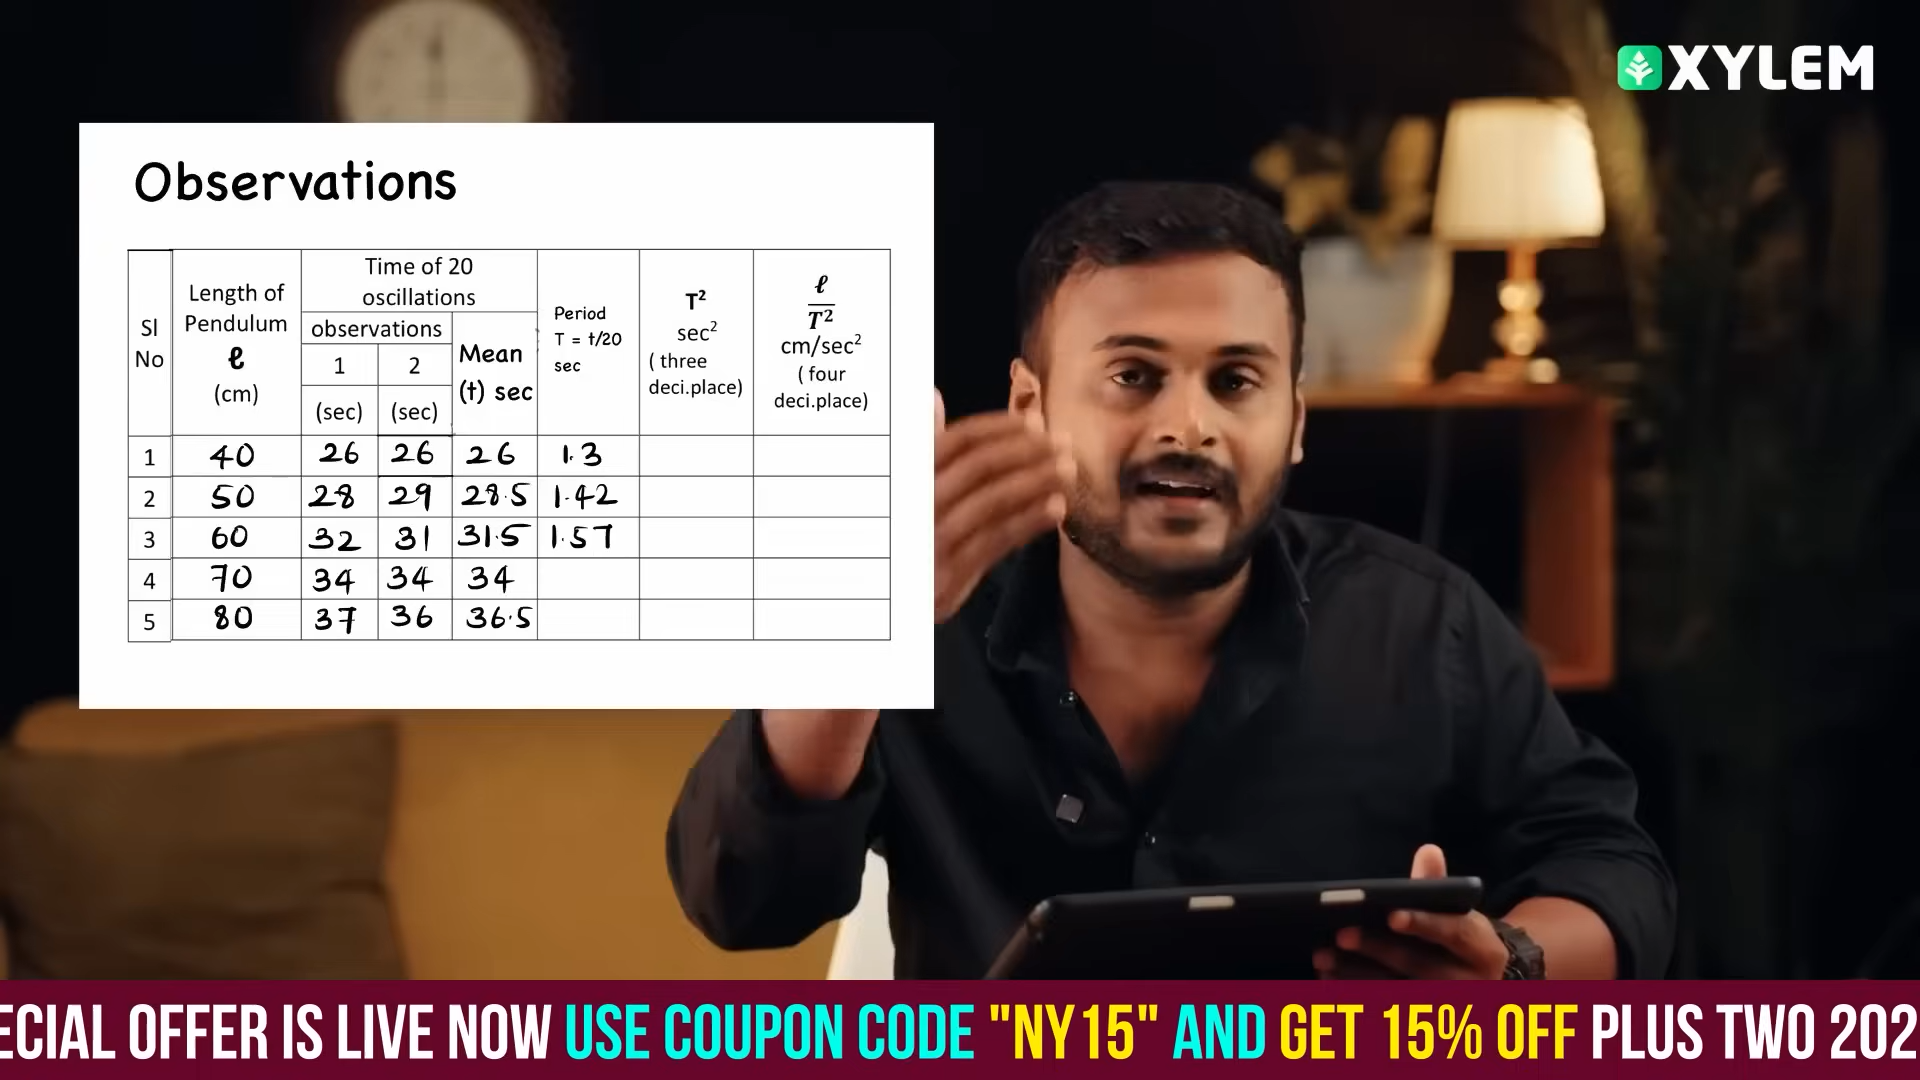 XYLEM
Observations
Sl No
Length of Pendulum ℓ (cm)
Time of 20 oscillations
observations
1 (sec)
2 (sec)
Mean (t) sec
Period T = t/20 sec
T² sec² ( three deci.place)
ℓ/T² cm/sec² ( four deci.place)
1 40 26 26 26 1.3
2 50 28 29 28.5 1.42
3 60 32 31 31.5 1.57
4 70 34 34 34
5 80 37 36 36.5
ECIAL OFFER IS LIVE NOW USE COUPON CODE "NY15" AND GET 15% OFF PLUS TWO 202